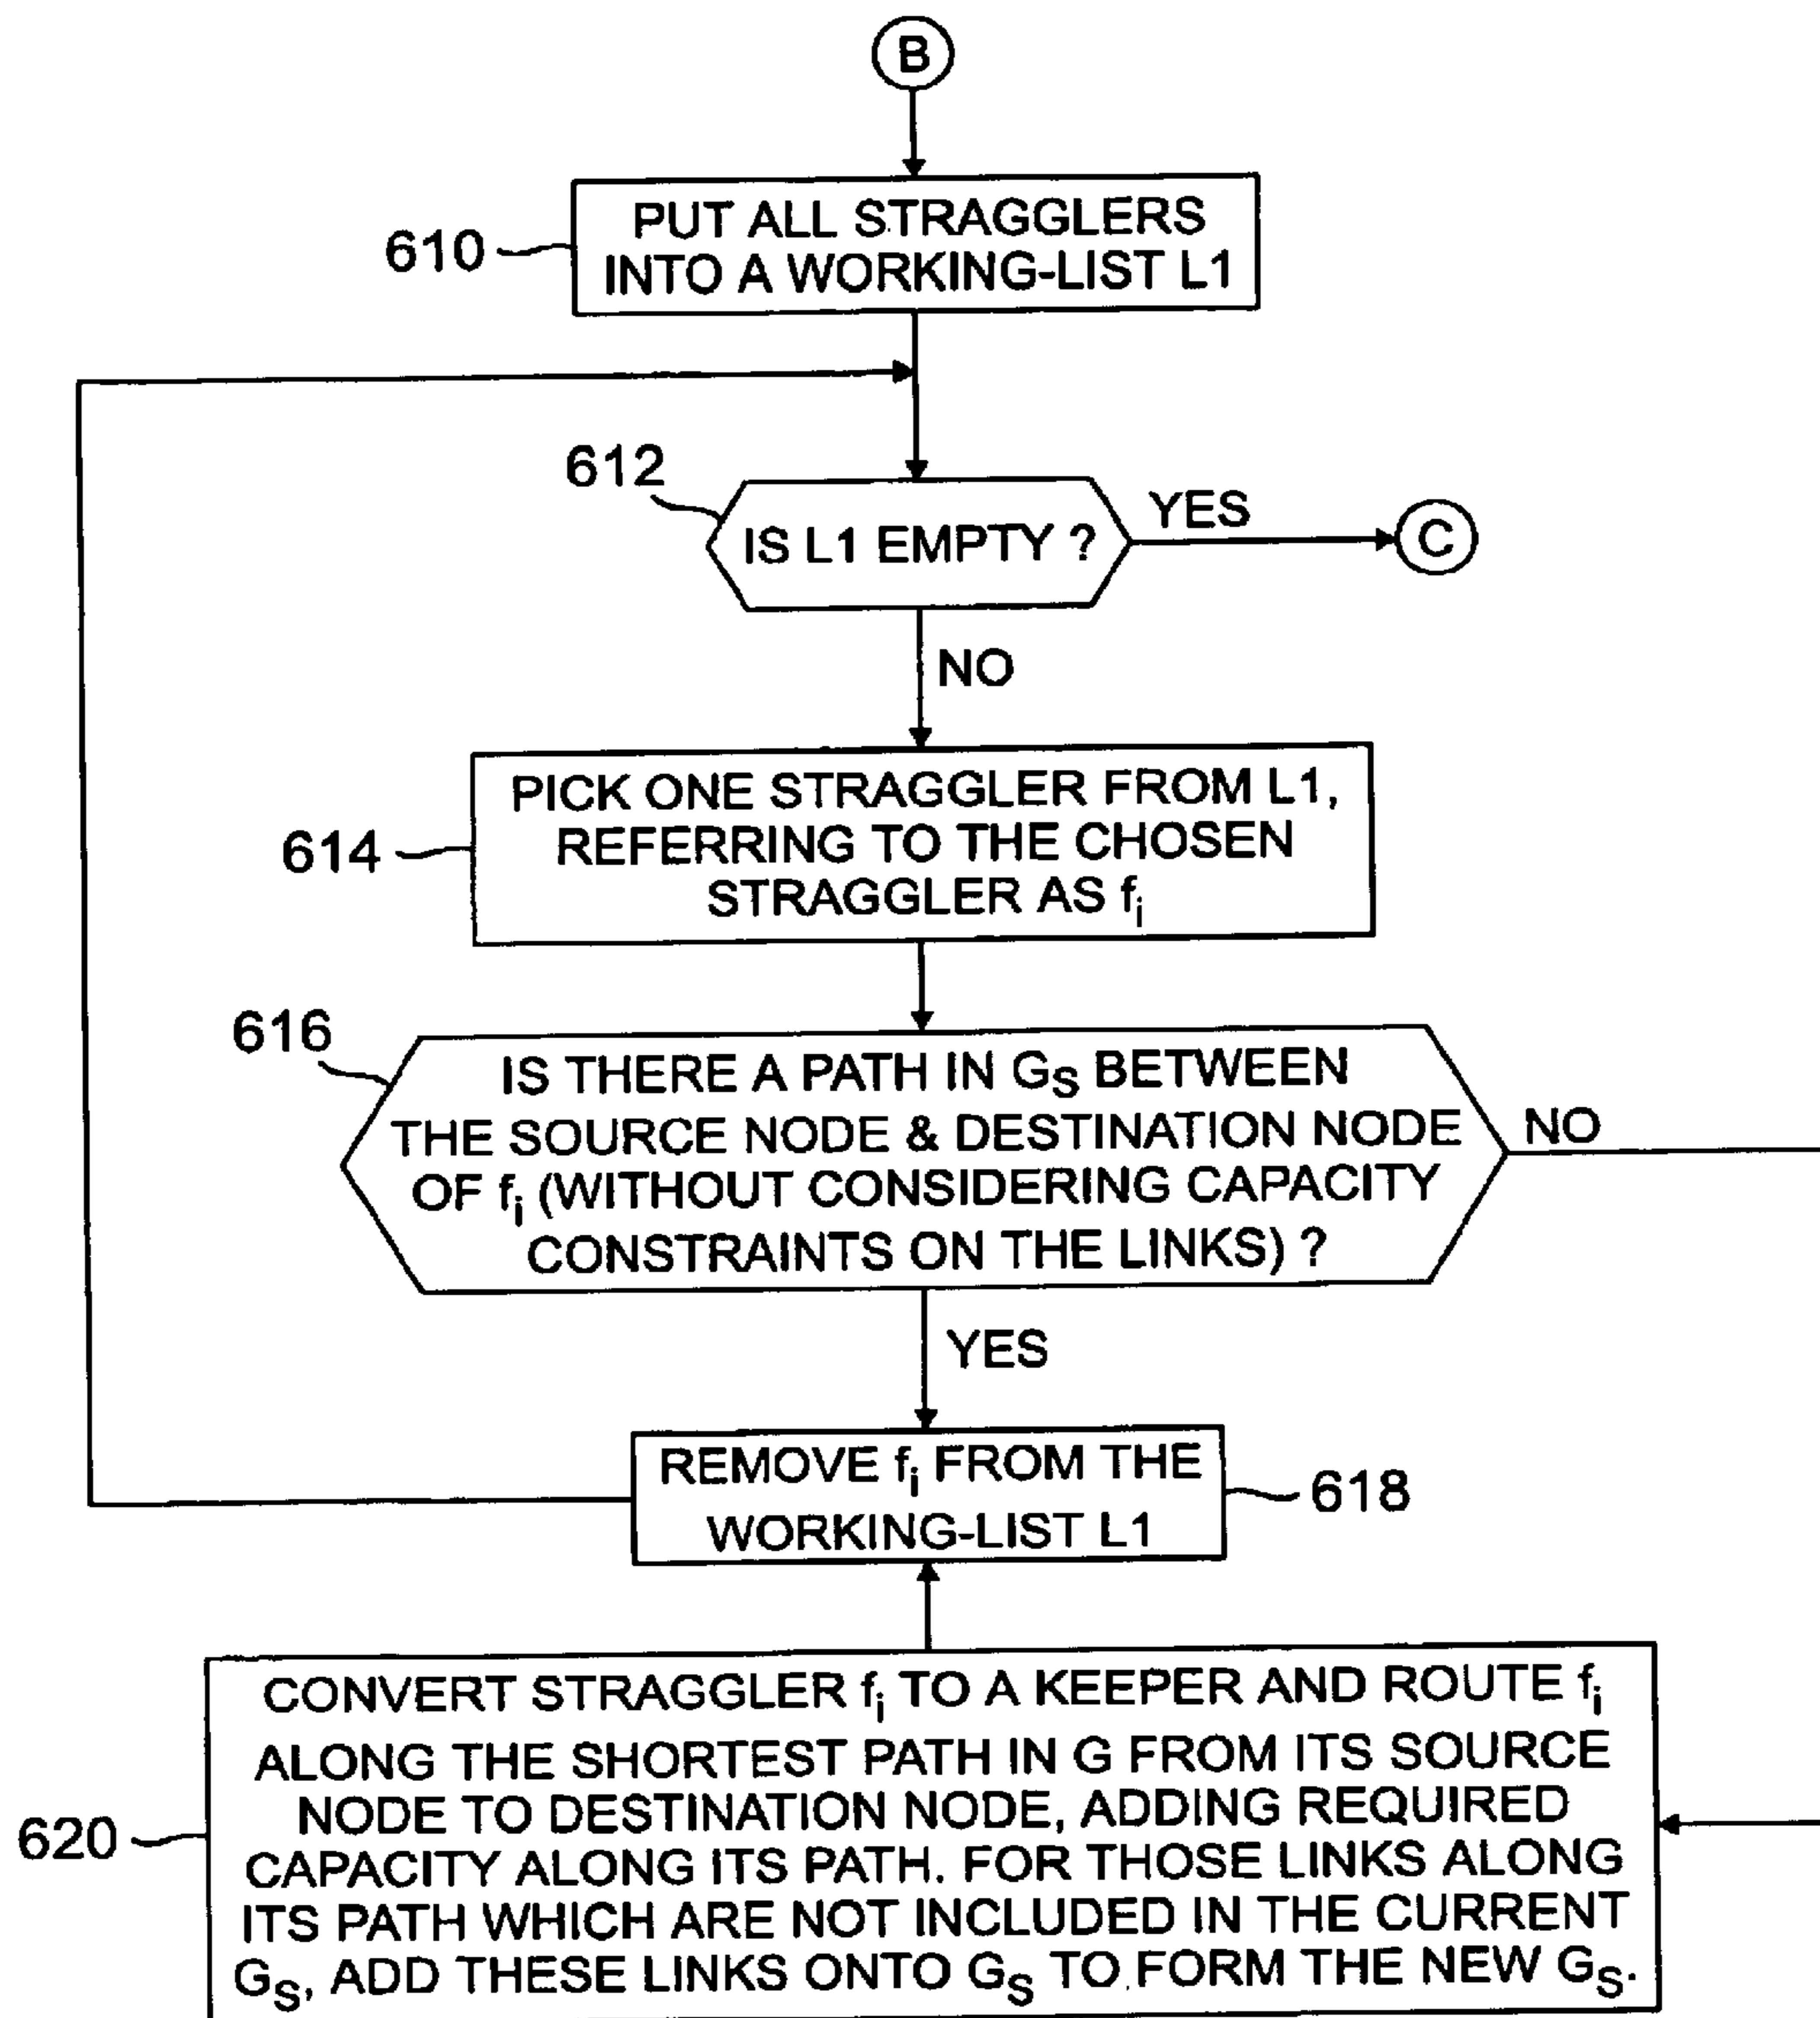 B
PUT ALL STRAGGLERS
INTO A WORKING-LIST L1
610
612
IS L1 EMPTY ?
YES
C
NO
PICK ONE STRAGGLER FROM L1,
REFERRING TO THE CHOSEN
STRAGGLER AS fi
614
616
IS THERE A PATH IN GS BETWEEN
THE SOURCE NODE & DESTINATION NODE
OF fi (WITHOUT CONSIDERING CAPACITY
CONSTRAINTS ON THE LINKS) ?
NO
YES
REMOVE fi FROM THE
WORKING-LIST L1
618
CONVERT STRAGGLER fi TO A KEEPER AND ROUTE fi
ALONG THE SHORTEST PATH IN G FROM ITS SOURCE
NODE TO DESTINATION NODE, ADDING REQUIRED
CAPACITY ALONG ITS PATH. FOR THOSE LINKS ALONG
ITS PATH WHICH ARE NOT INCLUDED IN THE CURRENT
GS, ADD THESE LINKS ONTO GS TO FORM THE NEW GS.
620